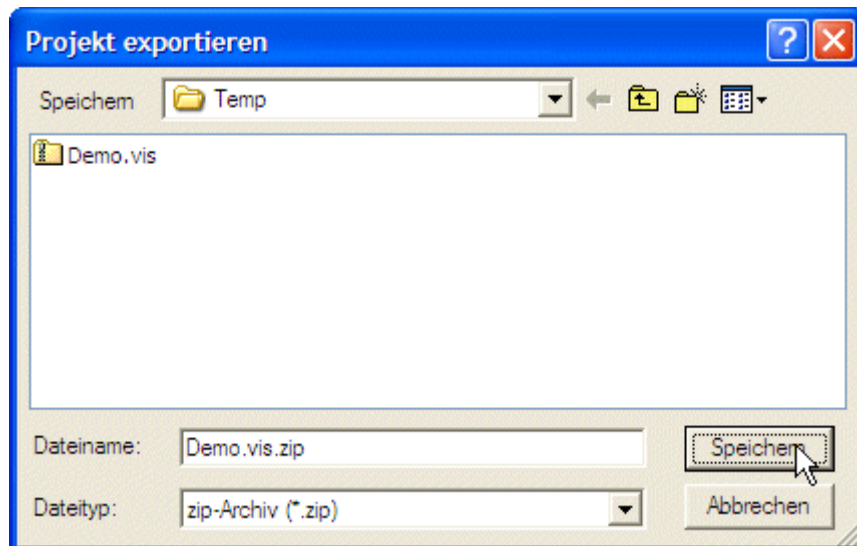 Projekt exportieren
Speichern
Temp
Demo.vis
Dateiname:
Demo.vis.zip
Speichern
Dateityp:
zip-Archiv (*.zip)
Abbrechen